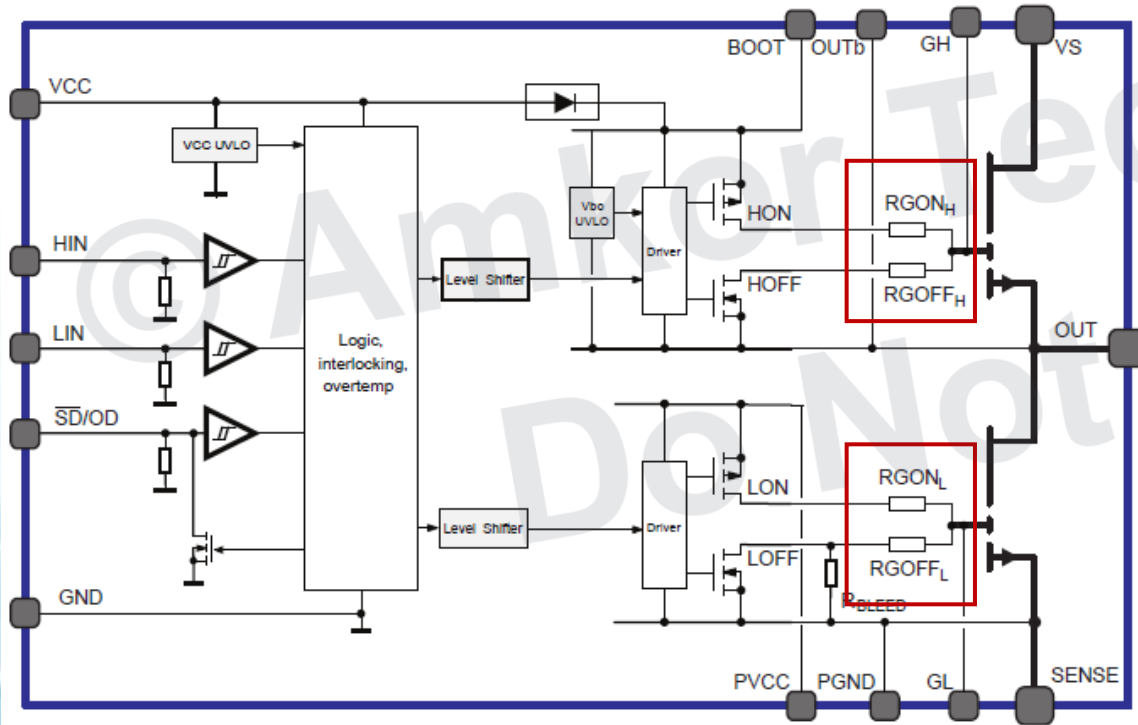 BOOT
OUTb
GH
VS
VCC
VCC UVLO
HIN
LIN
SD/OD
GND
Logic,
interlocking,
overtemp
Level Shifter
Level Shifter
Vbo
UVLO
Driver
HON
HOFF
RGONH
RGOFFH
OUT
Driver
LON
LOFF
RGONL
RGOFFL
RBLEED
PVCC
PGND
GL
SENSE
© Amkor Tec
Do Not